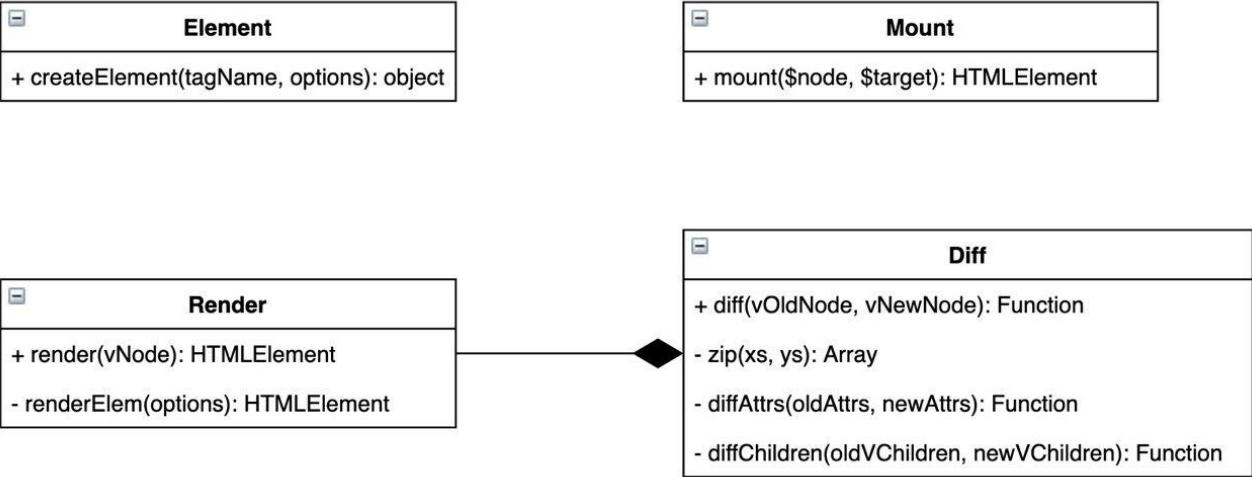 Element
+ createElement(tagName, options): object
Mount
+ mount($node, $target): HTMLElement
Render
+ render(vNode): HTMLElement
- renderElem(options): HTMLElement
Diff
+ diff(vOldNode, vNewNode): Function
- zip(xs, ys): Array
- diffAttrs(oldAttrs, newAttrs): Function
- diffChildren(oldVChildren, newVChildren): Function